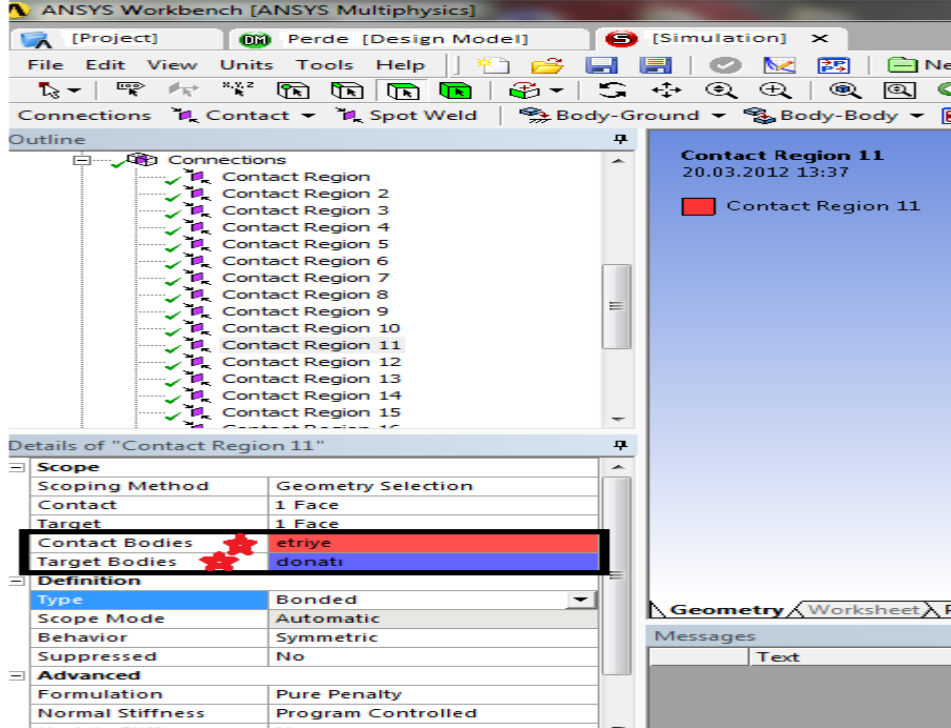 ANSYS Workbench [ANSYS Multiphysics]
[Project] DM Perde [Design Model] S [Simulation] ×
File Edit View Units Tools Help
Connections Contact Spot Weld Body-Ground Body-Body
Outline
Connections
Contact Region
Contact Region 2
Contact Region 3
Contact Region 4
Contact Region 5
Contact Region 6
Contact Region 7
Contact Region 8
Contact Region 9
Contact Region 10
Contact Region 11
Contact Region 12
Contact Region 13
Contact Region 14
Contact Region 15
Contact Region 11
20.03.2012 13:37
Contact Region 11
Details of "Contact Region 11"
Scope
Scoping Method Geometry Selection
Contact 1 Face
Target 1 Face
Contact Bodies etriye
Target Bodies donatı
Definition
Type Bonded
Scope Mode Automatic
Behavior Symmetric
Suppressed No
Advanced
Formulation Pure Penalty
Normal Stiffness Program Controlled
Geometry Worksheet
Messages
Text